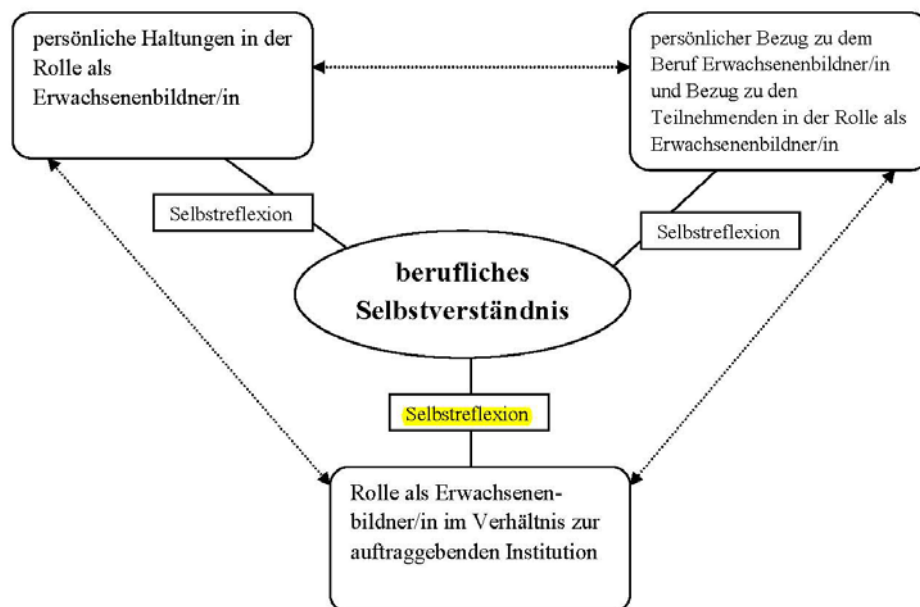 persönliche Haltungen in der
Rolle als
Erwachsenenbildner/in
persönlicher Bezug zu dem
Beruf Erwachsenenbildner/in
und Bezug zu den
Teilnehmenden in der Rolle als
Erwachsenenbildner/in
Selbstreflexion
Selbstreflexion
berufliches
Selbstverständnis
Selbstreflexion
Rolle als Erwachsenen-
bildner/in im Verhältnis zur
auftraggebenden Institution